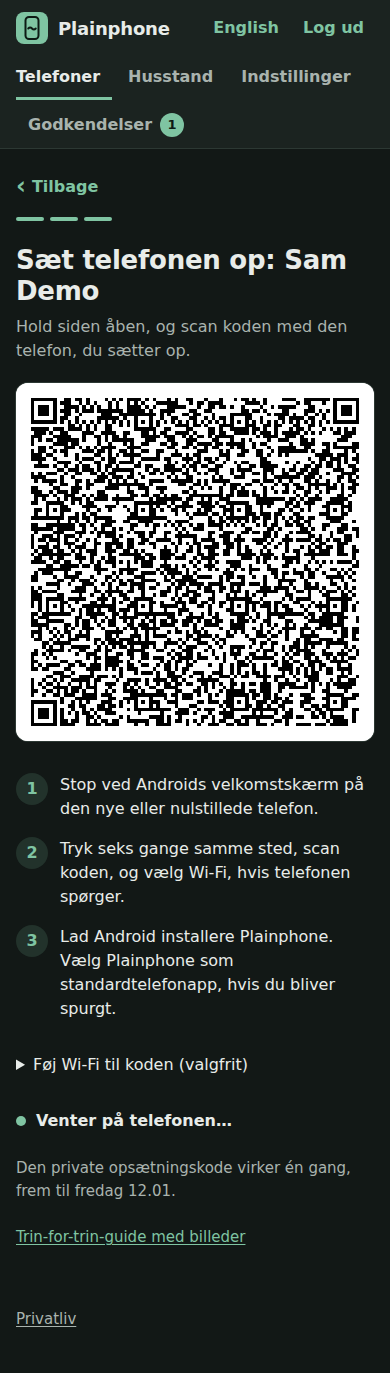 Plainphone
English
Log ud
Telefoner
Husstand
Indstillinger
Godkendelser 1
‹ Tilbage
Sæt telefonen op: Sam
Demo
Hold siden åben, og scan koden med den
telefon, du sætter op.
1 Stop ved Androids velkomstskærm på
den nye eller nulstillede telefon.
2 Tryk seks gange samme sted, scan
koden, og vælg Wi-Fi, hvis telefonen
spørger.
3 Lad Android installere Plainphone.
Vælg Plainphone som
standardtelefonapp, hvis du bliver
spurgt.
Føj Wi-Fi til koden (valgfrit)
Venter på telefonen…
Den private opsætningskode virker én gang,
frem til fredag 12.01.
Trin-for-trin-guide med billeder
Privatliv